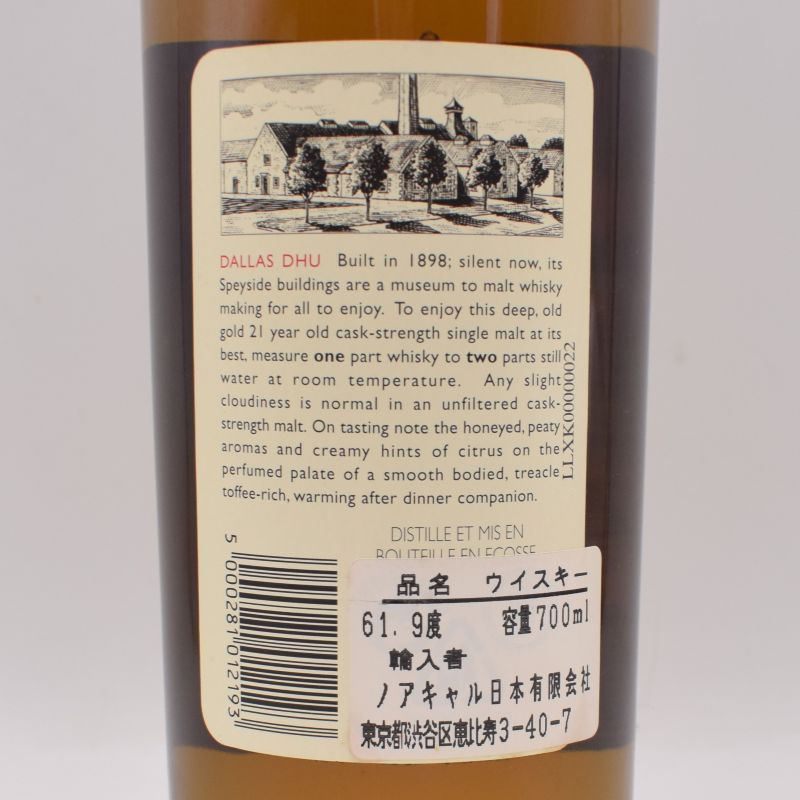 DALLAS DHU Built in 1898; silent now, its
Speyside buildings are a museum to malt whisky
making for all to enjoy. To enjoy this deep, old
gold 21 year old cask-strength single malt at its
best, measure one part whisky to two parts still
water at room temperature. Any slight
cloudiness is normal in an unfiltered cask-
strength malt. On tasting note the honeyed, peaty
aromas and creamy hints of citrus on the
perfumed palate of a smooth bodied, treacle
toffee-rich, warming after dinner companion.
LLXK00000022
DISTILLE ET MIS EN
BOUTEILLE EN ECOSSE
5 000281 012193
品名 ウイスキー
61.9度 容量700ml
輸入者
ノアキャル日本有限会社
東京都渋谷区恵比寿3-40-7